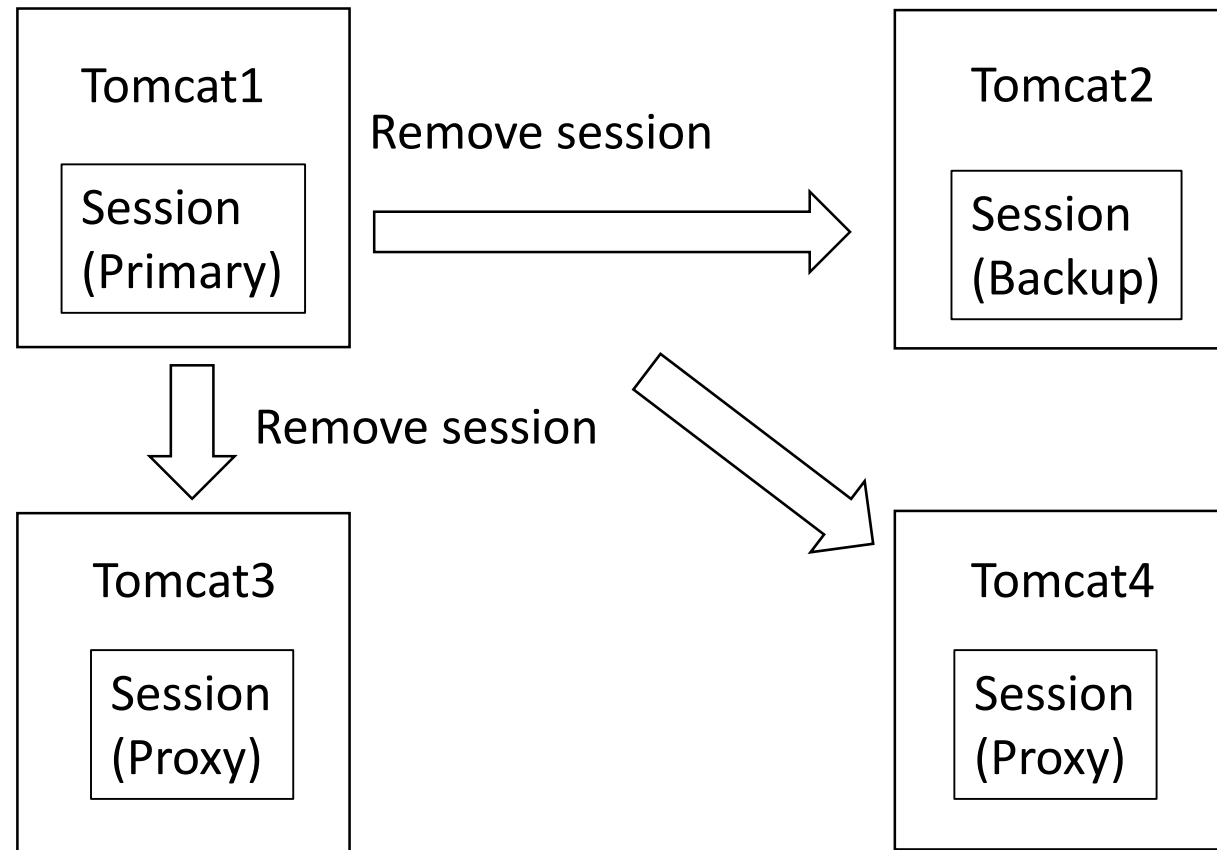 Tomcat1
Session
(Primary)
Remove session
Tomcat2
Session
(Backup)
Remove session
Tomcat3
Session
(Proxy)
Tomcat4
Session
(Proxy)